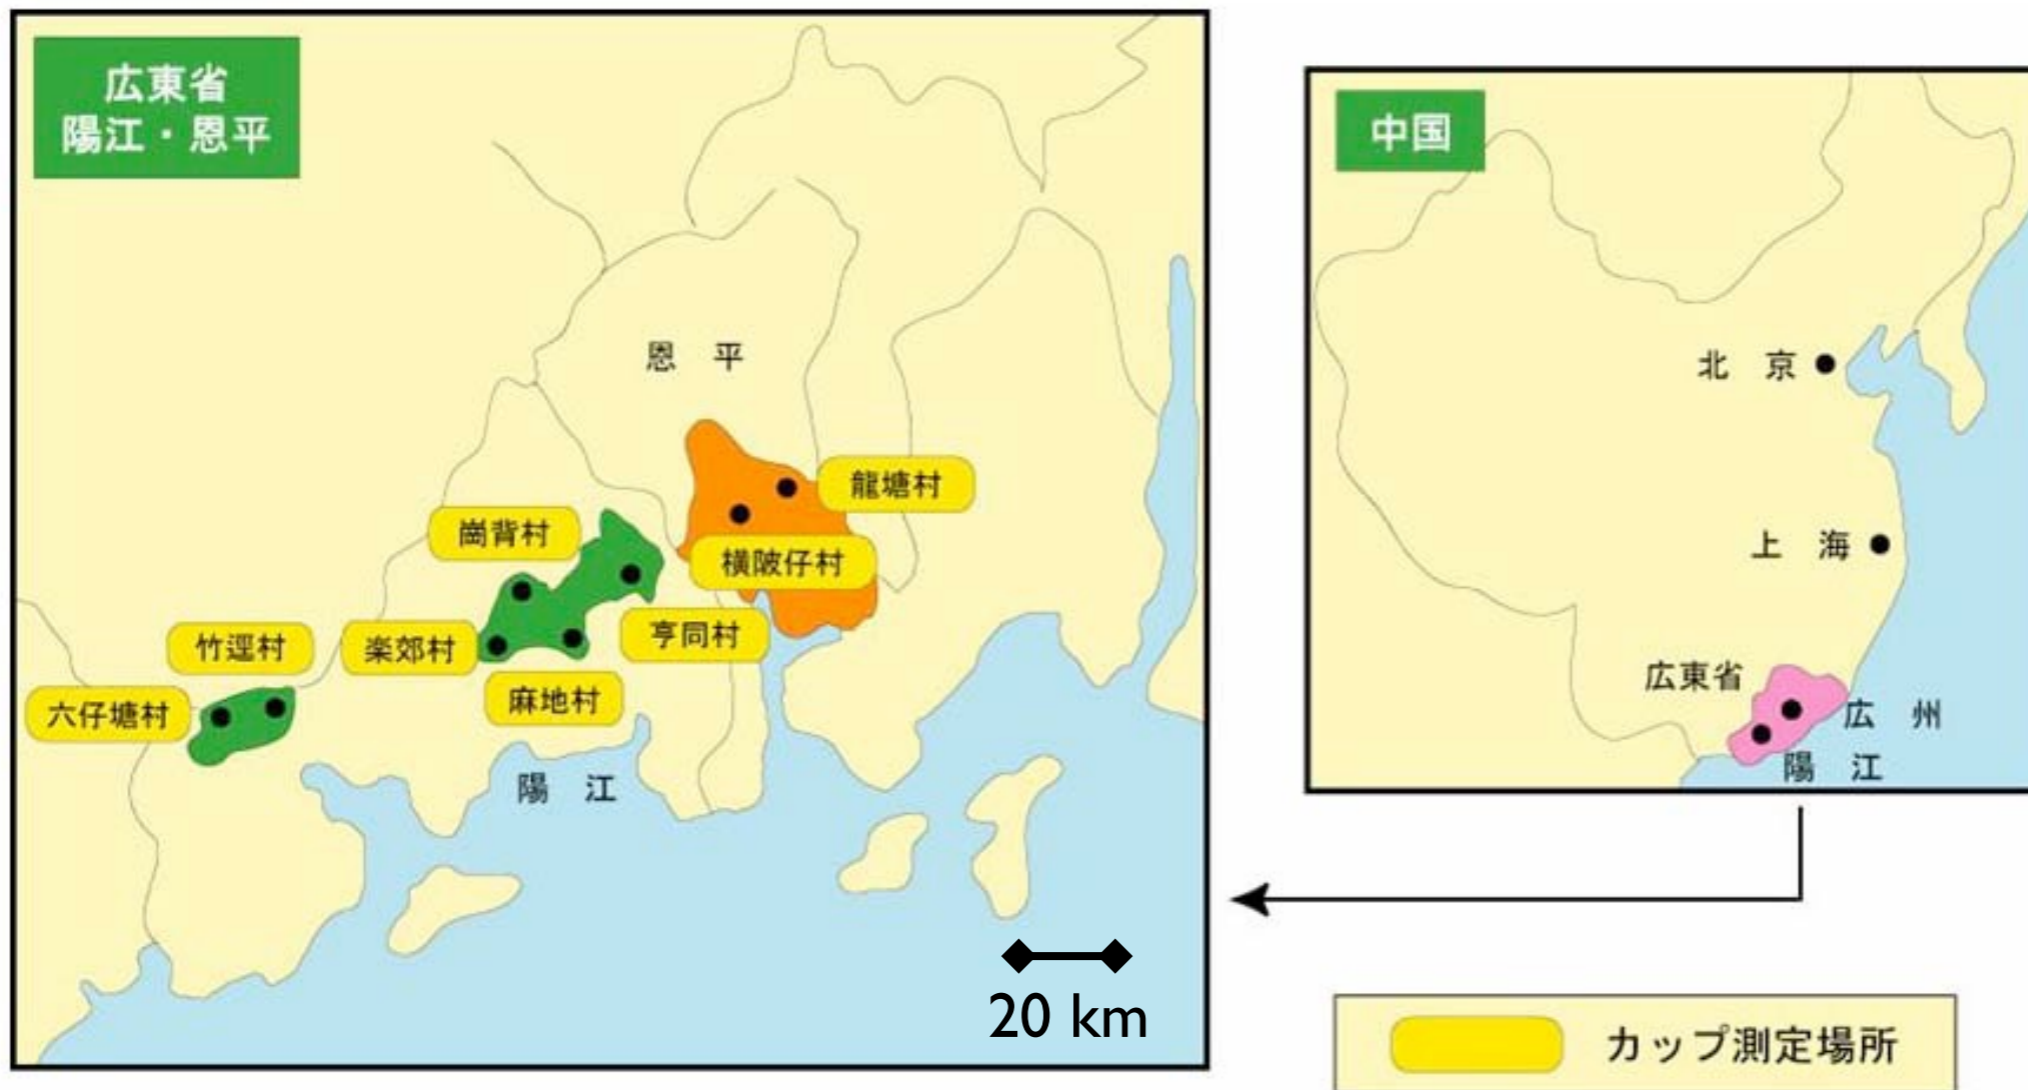 広東省
陽江・恩平
恩 平
龍塘村
崗背村
横陂仔村
竹逕村
楽郊村
亨同村
六仔塘村
麻地村
陽 江
20 km
中国
北 京
上 海
広東省
広 州
陽 江
カップ測定場所